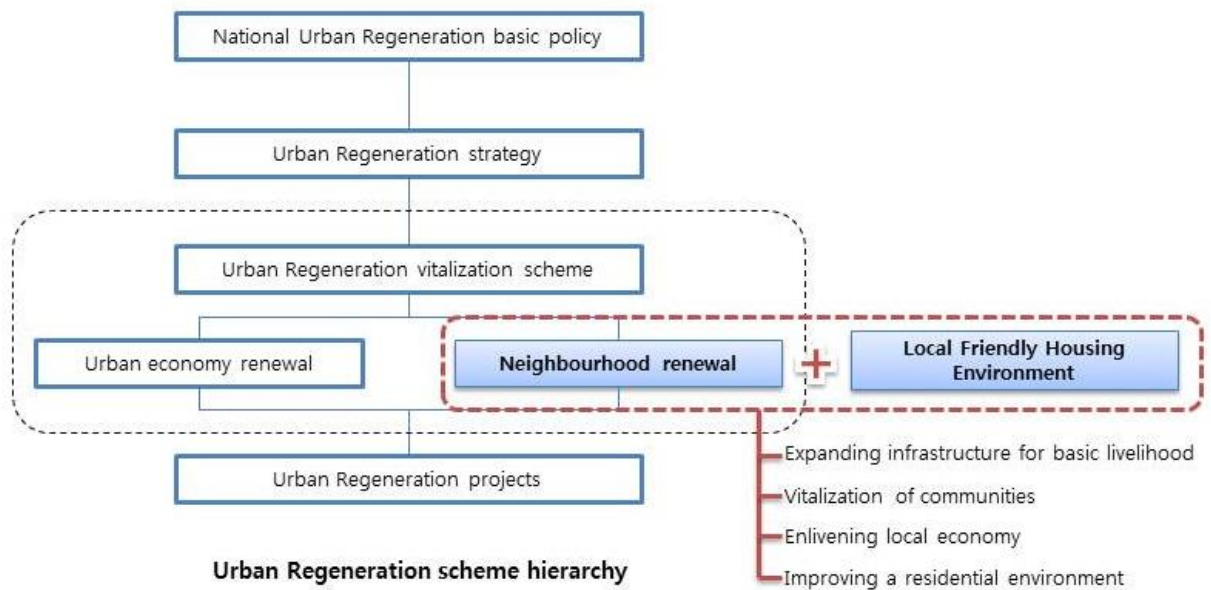 National Urban Regeneration basic policy
Urban Regeneration strategy
Urban Regeneration vitalization scheme
Urban economy renewal
Neighbourhood renewal
+
Local Friendly Housing
Environment
Urban Regeneration projects
Expanding infrastructure for basic livelihood
Vitalization of communities
Enlivening local economy
Improving a residential environment
Urban Regeneration scheme hierarchy